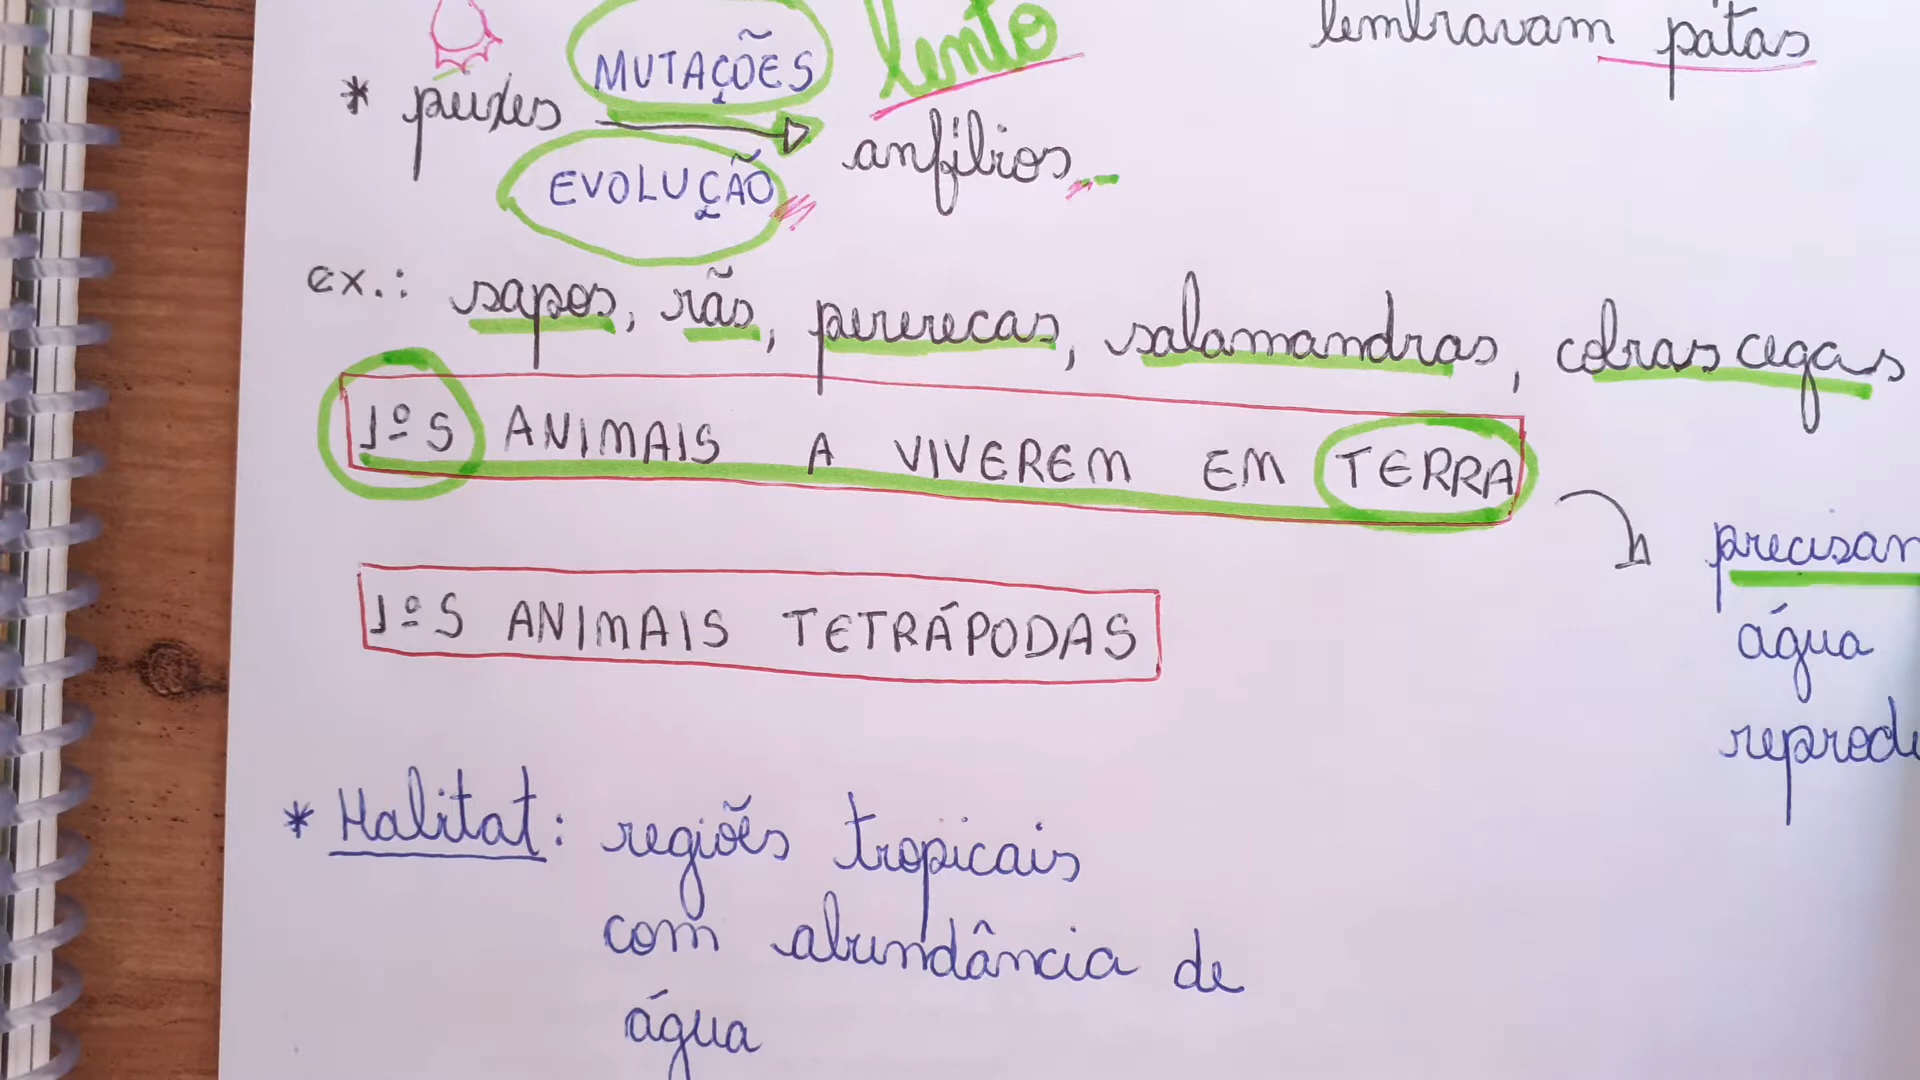 lembravam patas
MUTAÇÕES lento
* peixes anfíbios
EVOLUÇÃO
ex.: sapos, rãs, pererecas, salamandras, cobras cegas
1ºS ANIMAIS A VIVEREM EM TERRA
precisam
água
reprodu
1ºS ANIMAIS TETRÁPODAS
* Habitat: regiões tropicais
com abundância de
água